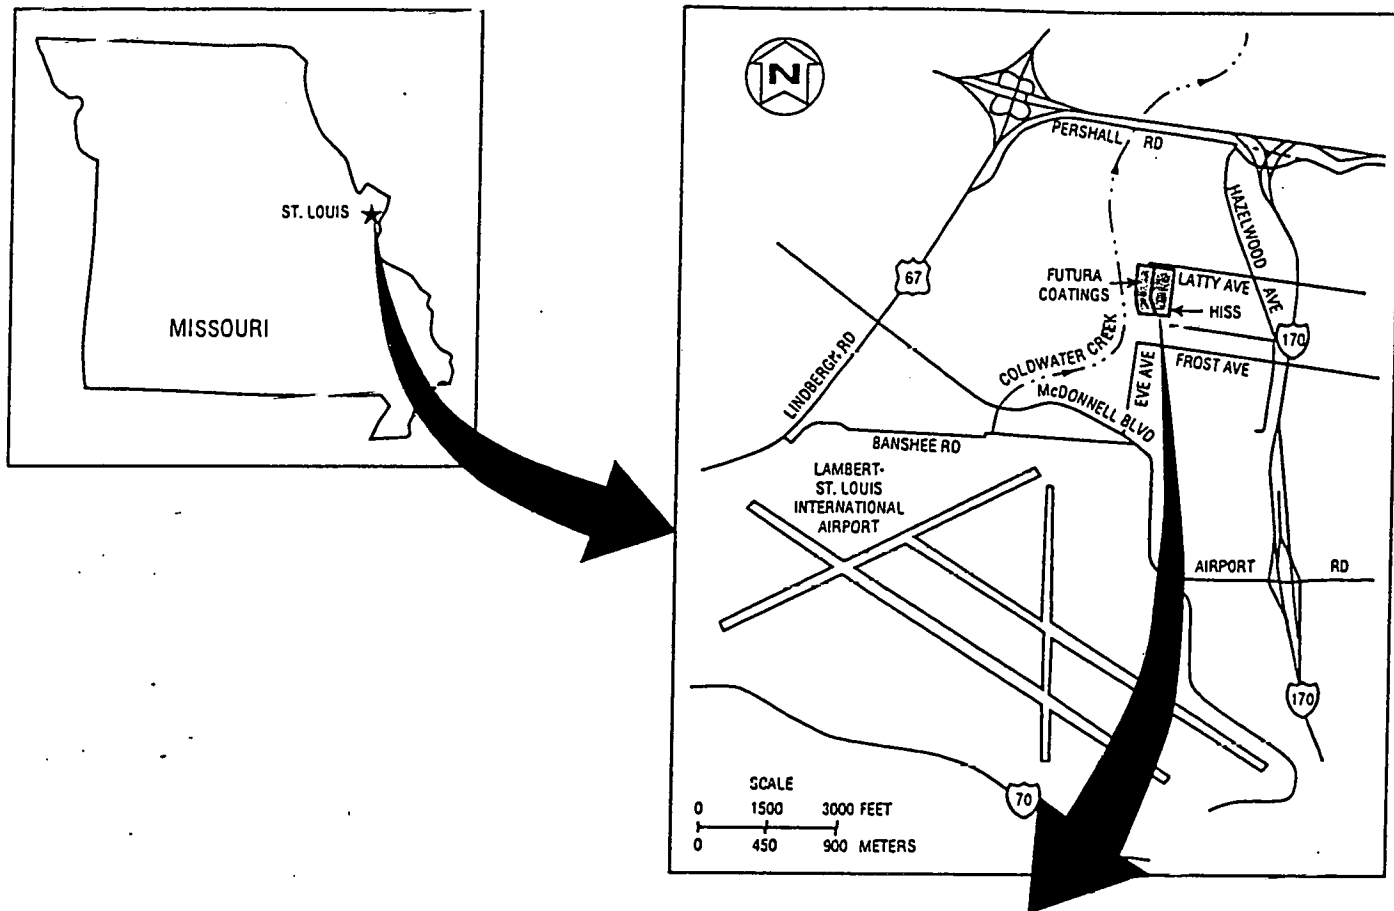 ST. LOUIS
MISSOURI
N
PERSHALL RD
HAZELWOOD AVE
67
FUTURA
COATINGS
LATTY AVE
HISS
170
COLDWATER CREEK
LINDBERGH RD
EVE AVE
FROST AVE
McDONNELL BLVD
BANSHEE RD
LAMBERT-
ST. LOUIS
INTERNATIONAL
AIRPORT
AIRPORT RD
170
70
SCALE
0 1500 3000 FEET
0 450 900 METERS